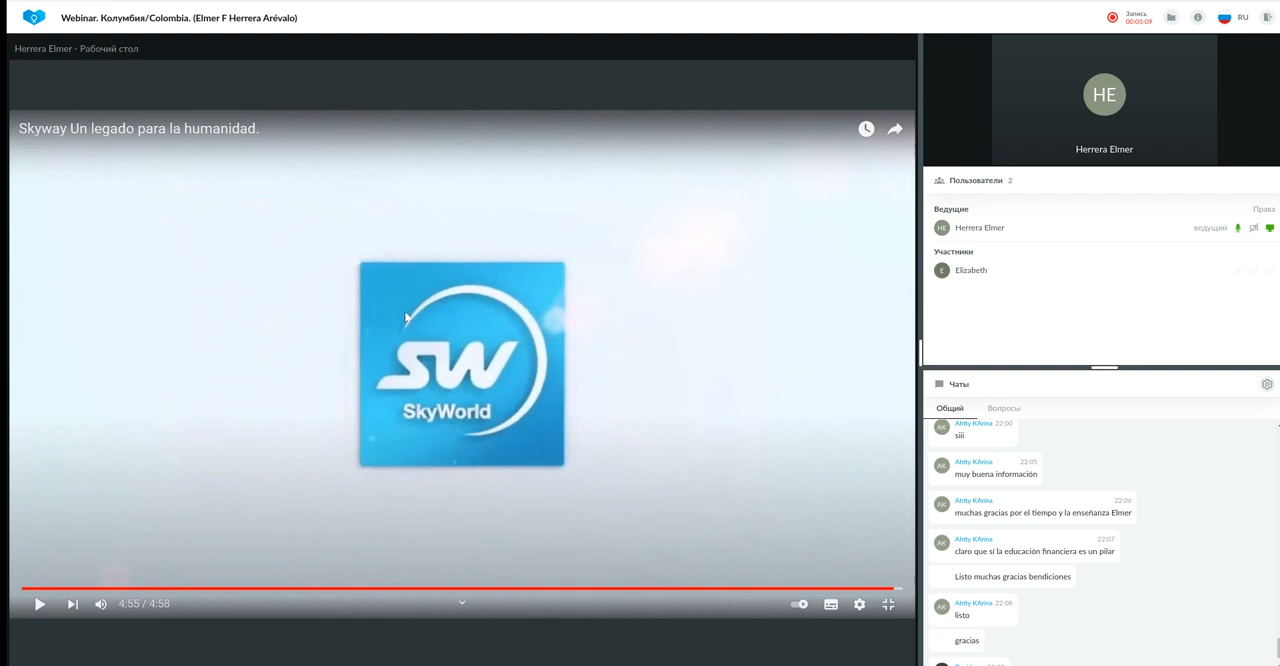 Webinar. Колумбия/Colombia. (Elmer F Herrera Arévalo)
Запись
00:05:09
RU
Herrera Elmer - Рабочий стол
Skyway Un legado para la humanidad.
SW
SkyWorld
4:55 / 4:58
HE
Herrera Elmer
Пользователи 2
Ведущие Права
HE Herrera Elmer ведущий
Участники
E Elizabeth
Чаты
Общий Вопросы
AK Ahtty KArina 22:00
siii
AK Ahtty KArina 22:05
muy buena información
AK Ahtty KArina 22:06
muchas gracias por el tiempo y la enseñanza Elmer
AK Ahtty KArina 22:07
claro que sí la educación financiera es un pilar
Listo muchas gracias bendiciones
AK Ahtty KArina 22:08
listo
gracias